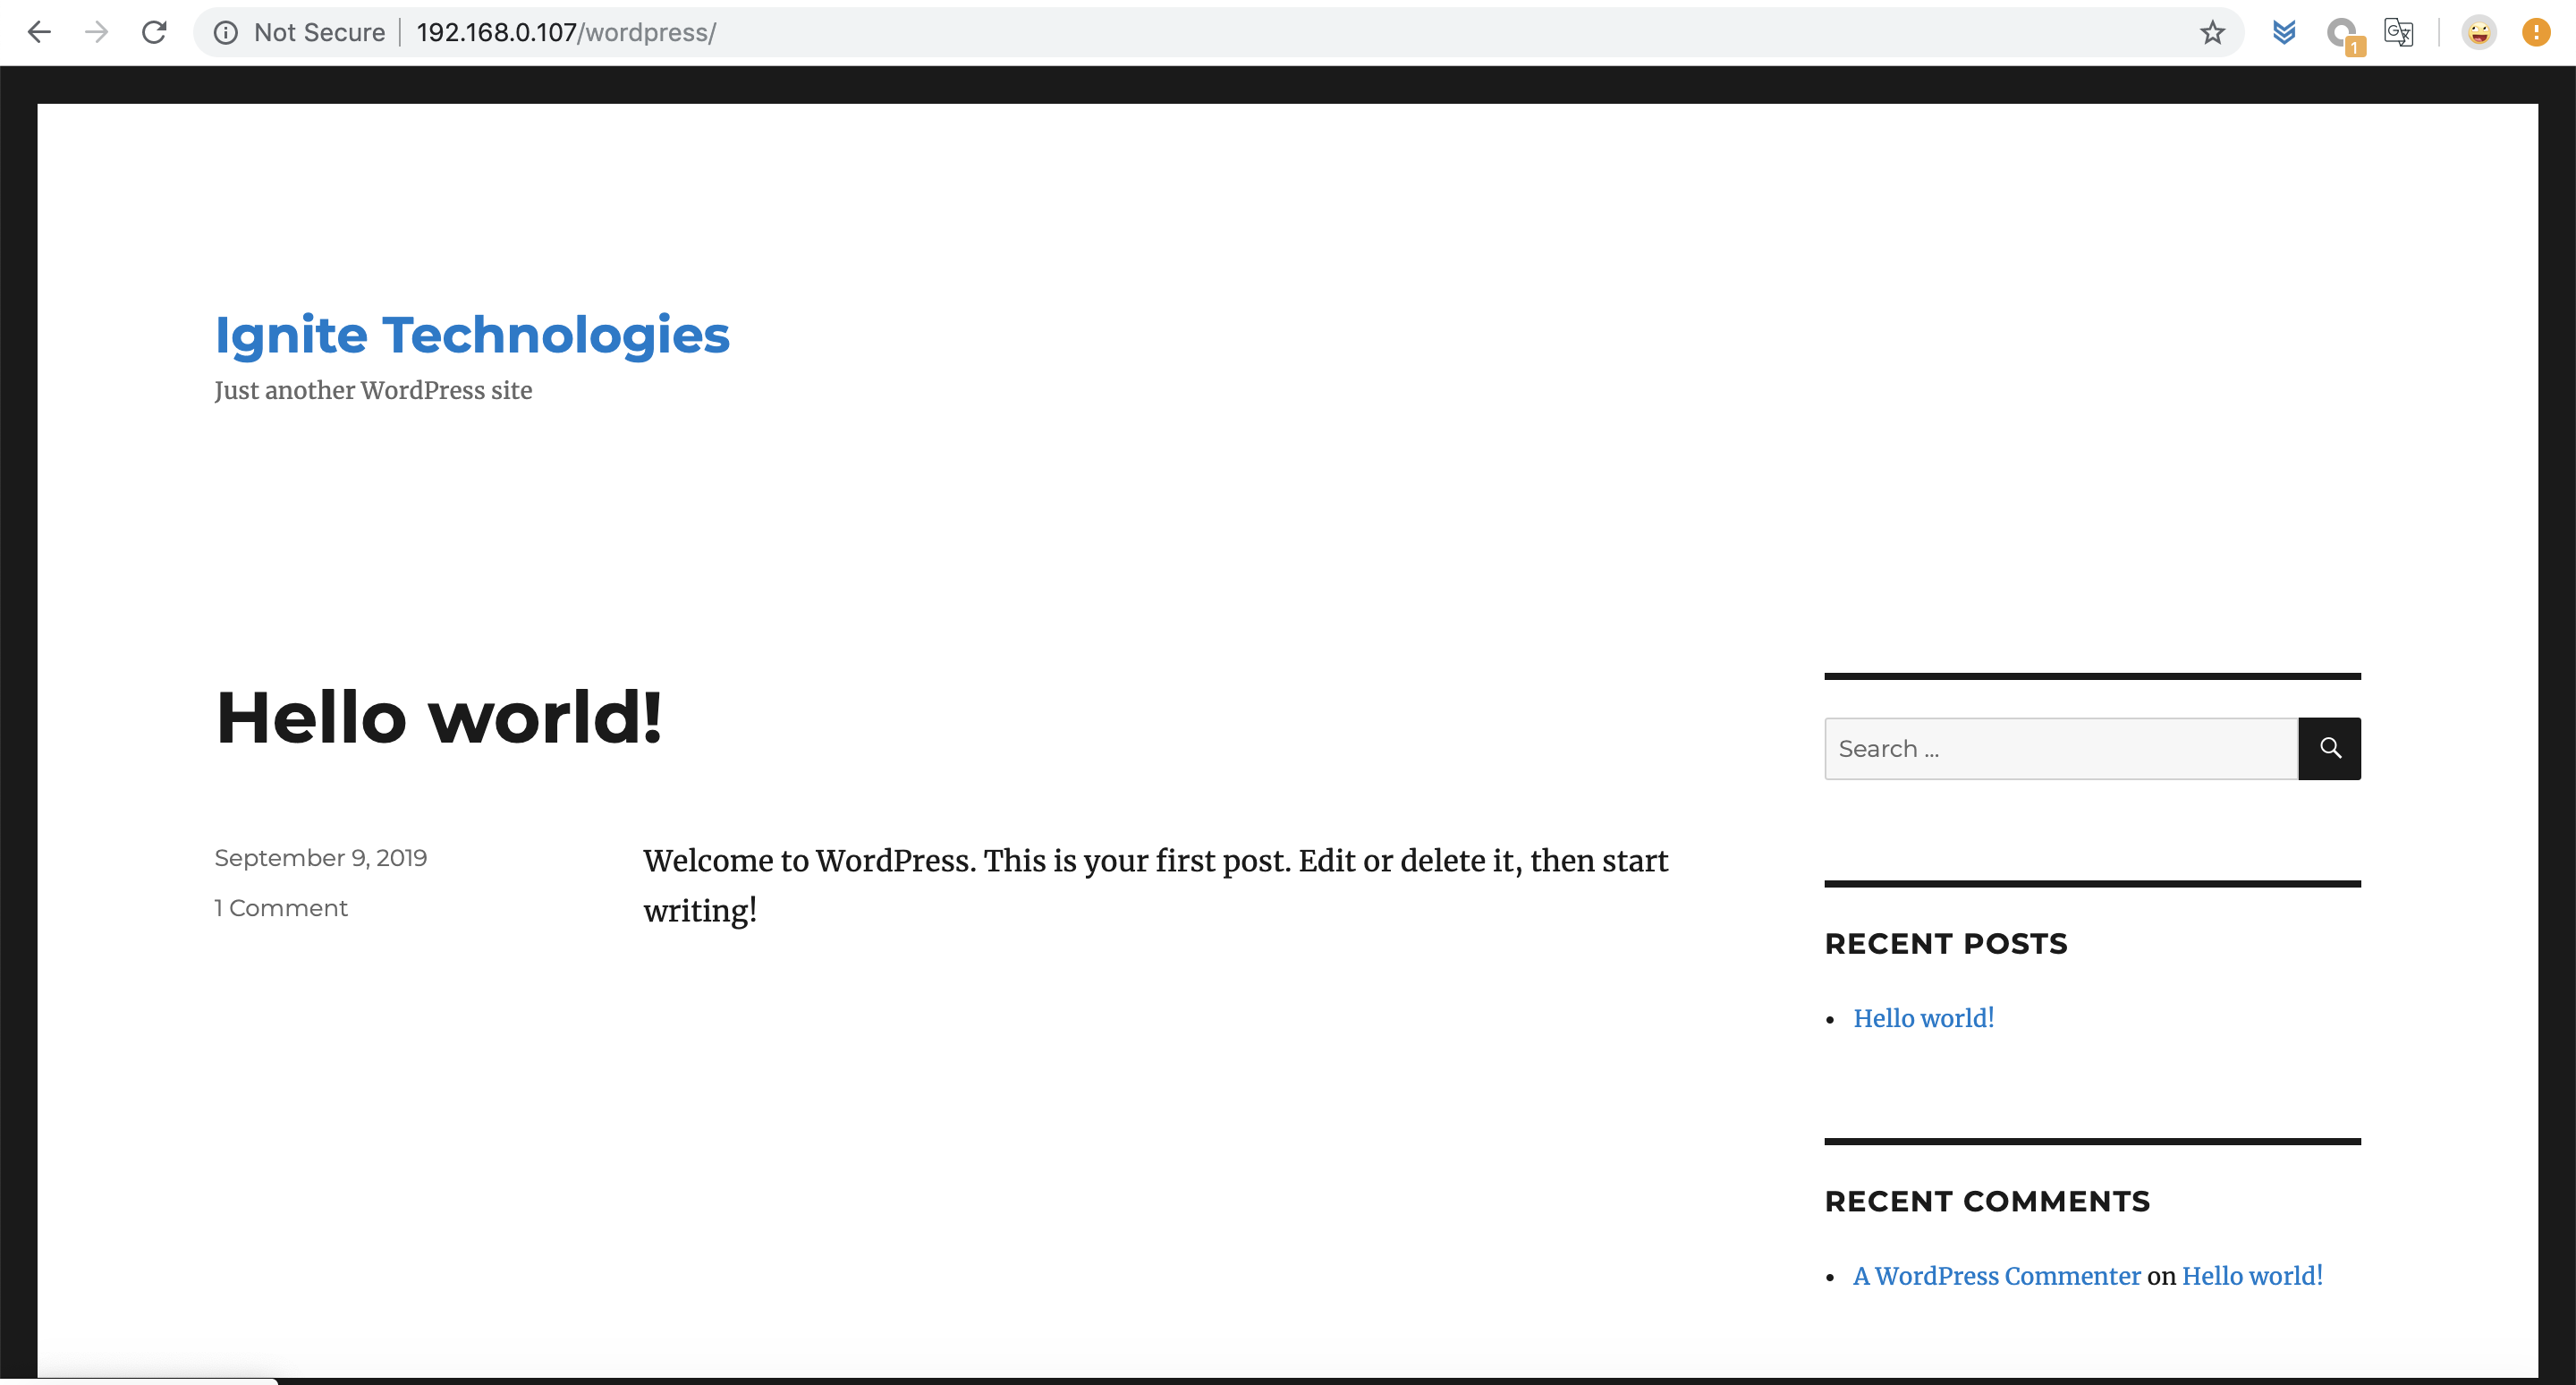 Not Secure | 192.168.0.107/wordpress/
1
Ignite Technologies
Just another WordPress site
Hello world!
September 9, 2019
1 Comment
Welcome to WordPress. This is your first post. Edit or delete it, then start
writing!
Search ...
RECENT POSTS
• Hello world!
RECENT COMMENTS
• A WordPress Commenter on Hello world!